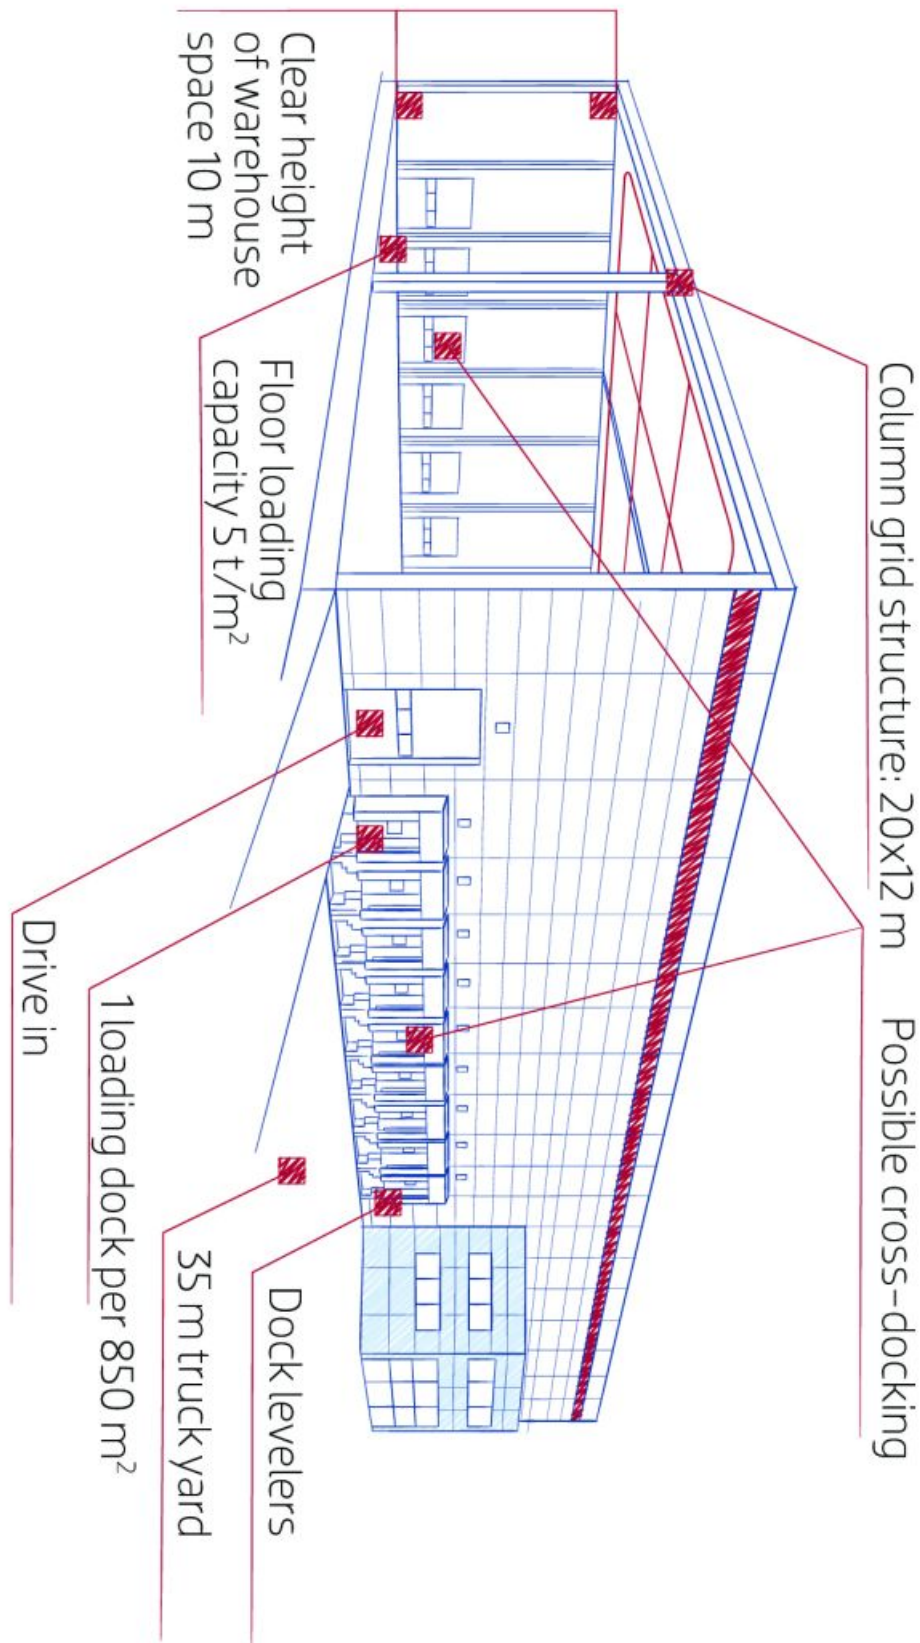 Column grid structure: 20x12 m
Possible cross-docking
Clear height
of warehouse
space 10 m
Floor loading
capacity 5 t/m²
Dock levelers
35 m truck yard
1 loading dock per 850 m²
Drive in